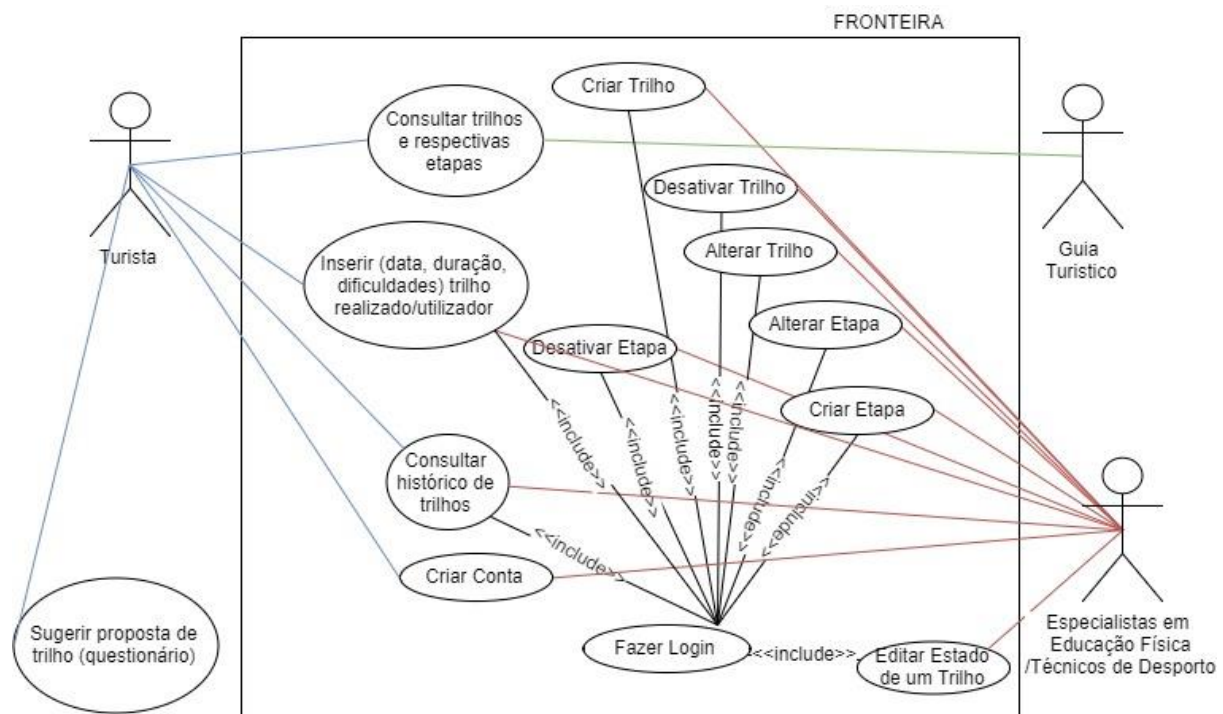 FRONTEIRA
Criar Trilho
Consultar trilhos
e respectivas
etapas
Desativar Trilho
Turista
Alterar Trilho
Guia
Turistico
Inserir (data, duração,
dificuldades) trilho
realizado/utilizador
Desativar Etapa
Alterar Etapa
Criar Etapa
<<include>>
<<include>>
<<include>>
<<include>>
<<include>>
<<include>>
<<include>>
Consultar
histórico de
trilhos
<<include>>
Criar Conta
Sugerir proposta de
trilho (questionário)
Fazer Login
<<include>>
Editar Estado
de um Trilho
Especialistas em
Educação Física
/Técnicos de Desporto